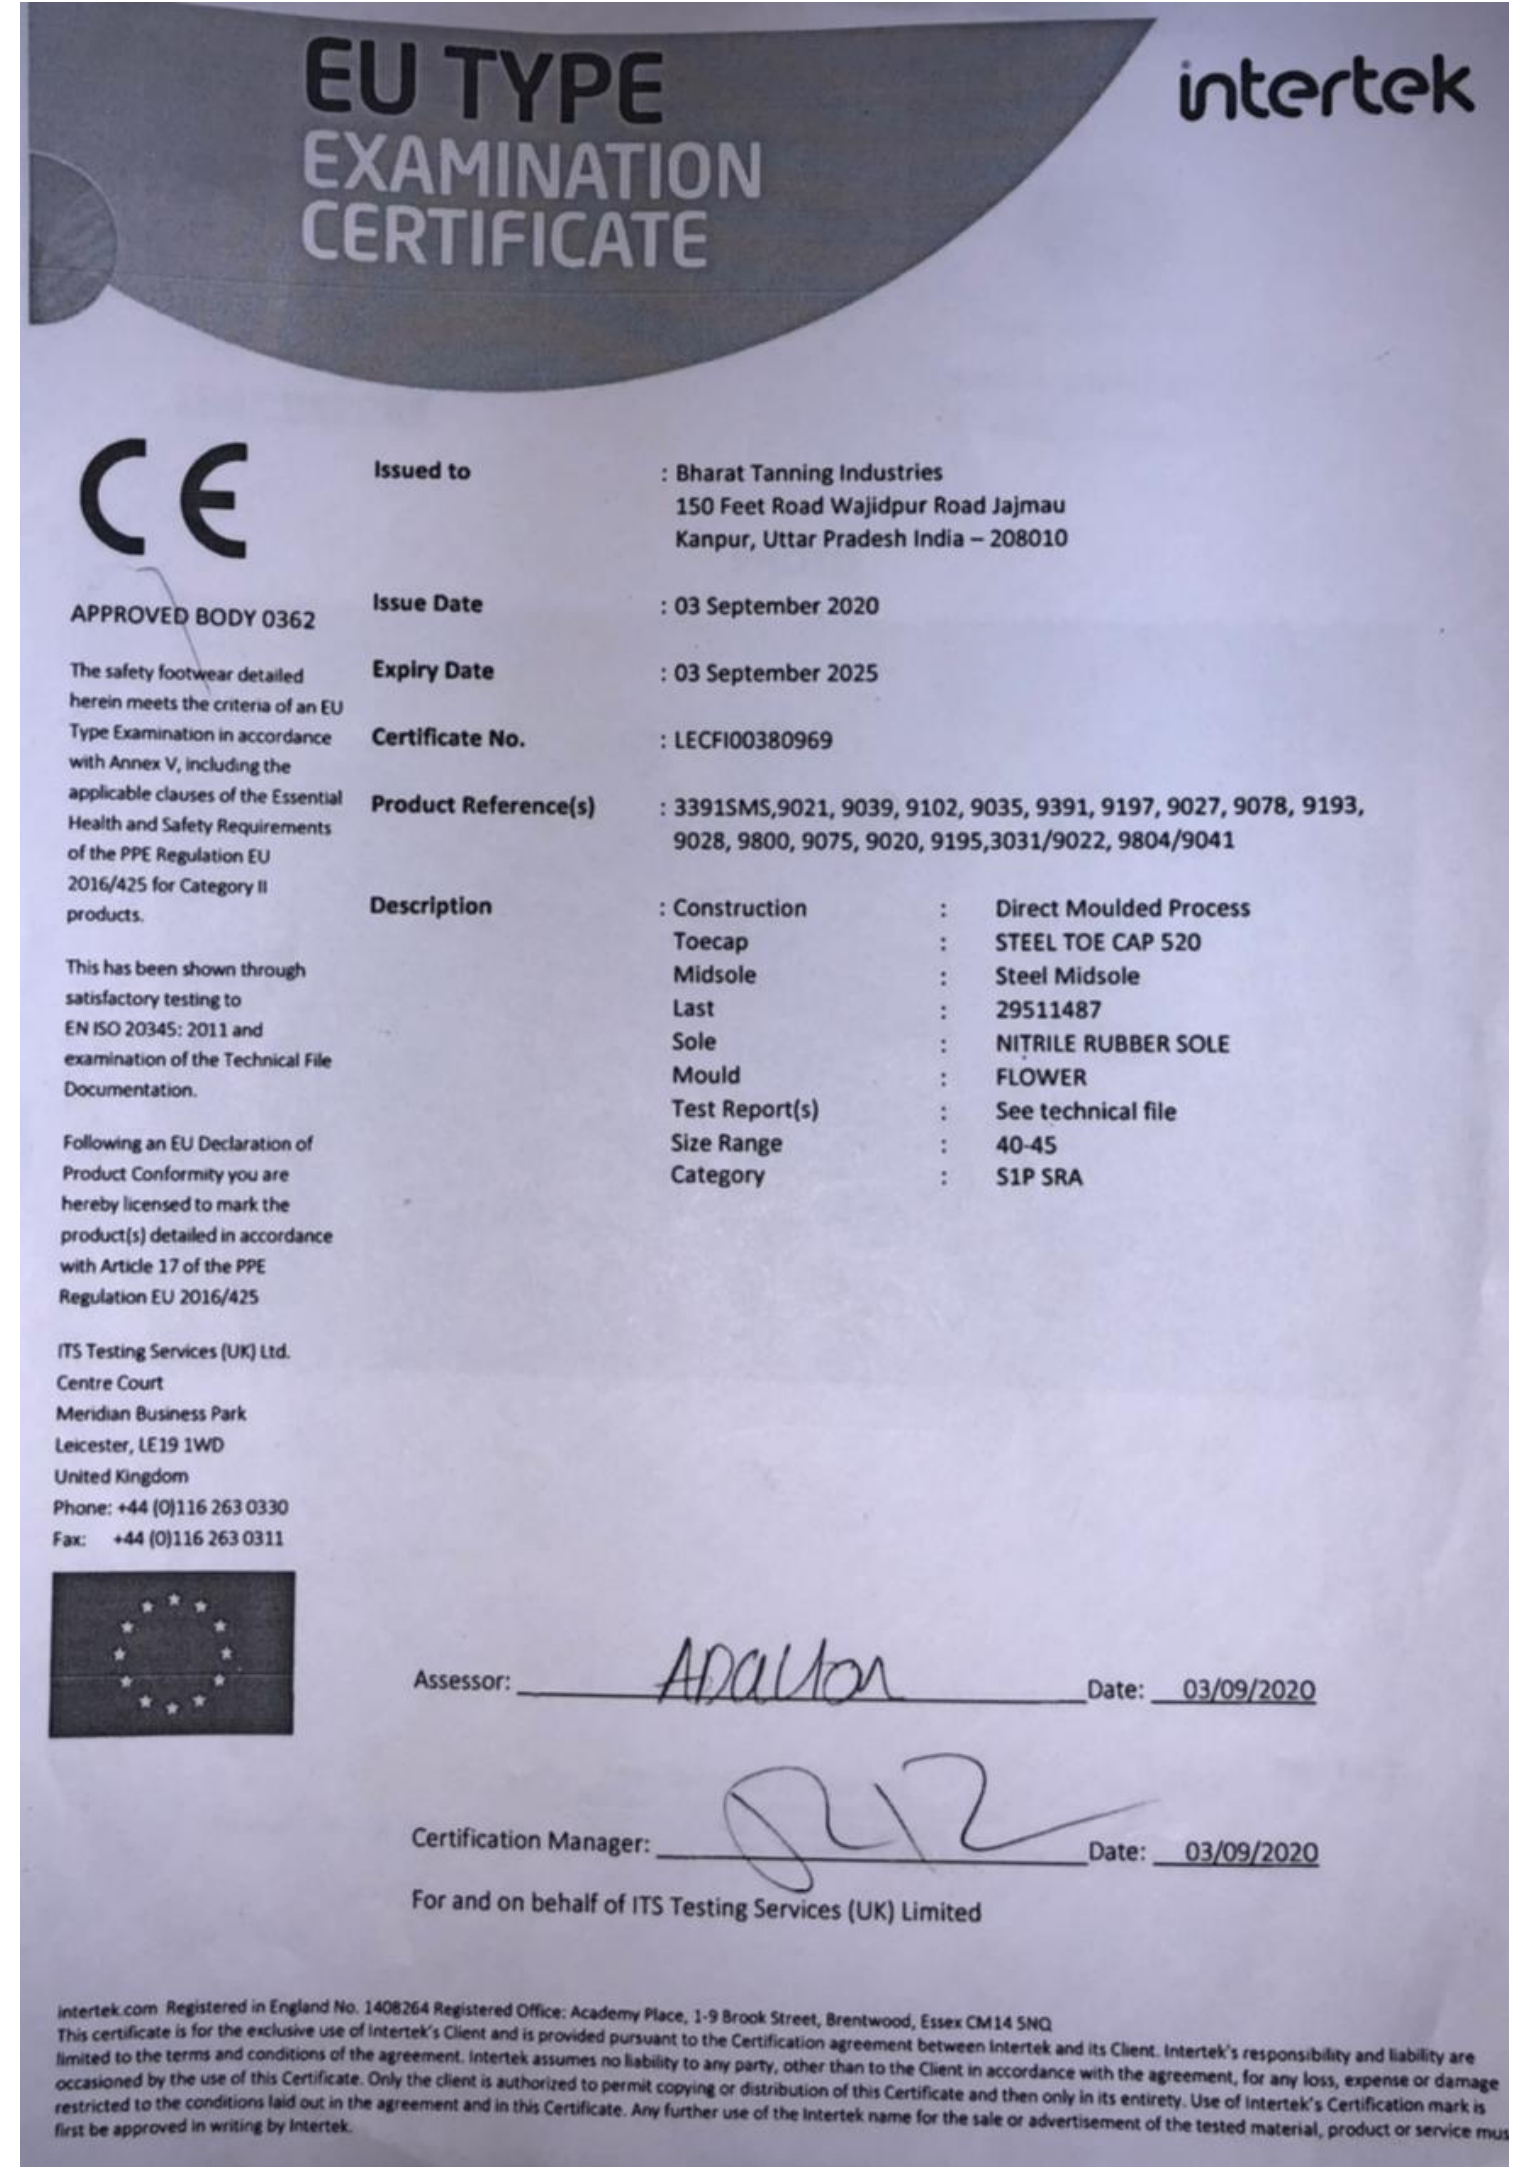 EU TYPE
EXAMINATION
CERTIFICATE
intertek
CE
APPROVED BODY 0362
The safety footwear detailed
herein meets the criteria of an EU
Type Examination in accordance
with Annex V, including the
applicable clauses of the Essential
Health and Safety Requirements
of the PPE Regulation EU
2016/425 for Category II
products.
This has been shown through
satisfactory testing to
EN ISO 20345: 2011 and
examination of the Technical File
Documentation.
Following an EU Declaration of
Product Conformity you are
hereby licensed to mark the
product(s) detailed in accordance
with Article 17 of the PPE
Regulation EU 2016/425
ITS Testing Services (UK) Ltd.
Centre Court
Meridian Business Park
Leicester, LE19 1WD
United Kingdom
Phone: +44 (0)116 263 0330
Fax: +44 (0)116 263 0311
Issued to : Bharat Tanning Industries
150 Feet Road Wajidpur Road Jajmau
Kanpur, Uttar Pradesh India – 208010
Issue Date : 03 September 2020
Expiry Date : 03 September 2025
Certificate No. : LECFI00380969
Product Reference(s) : 3391SMS,9021, 9039, 9102, 9035, 9391, 9197, 9027, 9078, 9193,
9028, 9800, 9075, 9020, 9195,3031/9022, 9804/9041
Description : Construction : Direct Moulded Process
Toecap : STEEL TOE CAP 520
Midsole : Steel Midsole
Last : 29511487
Sole : NITRILE RUBBER SOLE
Mould : FLOWER
Test Report(s) : See technical file
Size Range : 40-45
Category : S1P SRA
Assessor: ADalton Date: 03/09/2020
Certification Manager: Date: 03/09/2020
For and on behalf of ITS Testing Services (UK) Limited
intertek.com Registered in England No. 1408264 Registered Office: Academy Place, 1-9 Brook Street, Brentwood, Essex CM14 5NQ
This certificate is for the exclusive use of Intertek's Client and is provided pursuant to the Certification agreement between Intertek and its Client. Intertek's responsibility and liability are
limited to the terms and conditions of the agreement. Intertek assumes no liability to any party, other than to the Client in accordance with the agreement, for any loss, expense or damage
occasioned by the use of this Certificate. Only the client is authorized to permit copying or distribution of this Certificate and then only in its entirety. Use of Intertek's Certification mark is
restricted to the conditions laid out in the agreement and in this Certificate. Any further use of the Intertek name for the sale or advertisement of the tested material, product or service mus
first be approved in writing by Intertek.